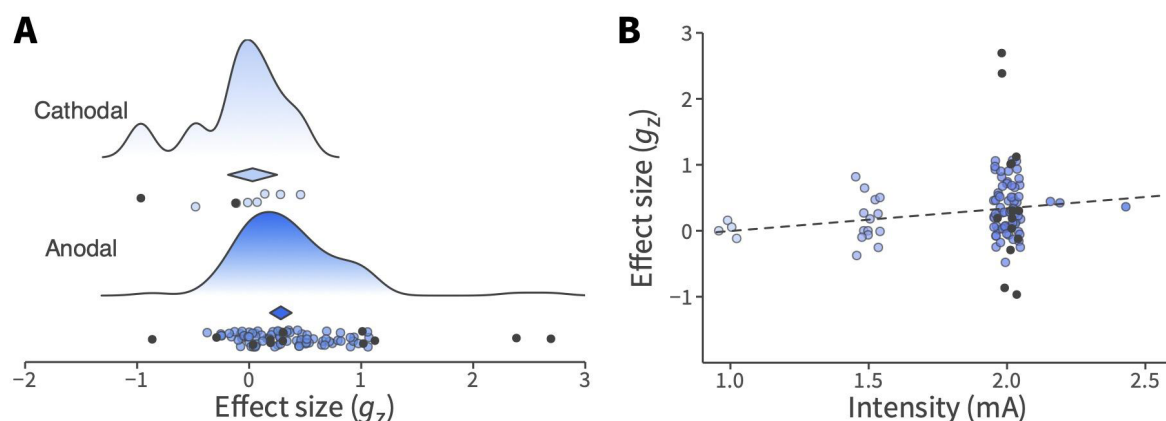 A
Cathodal
Anodal
−2 −1 0 1 2 3
Effect size (gz)
B
3
2
1
0
−1
Effect size (gz)
1.0 1.5 2.0 2.5
Intensity (mA)